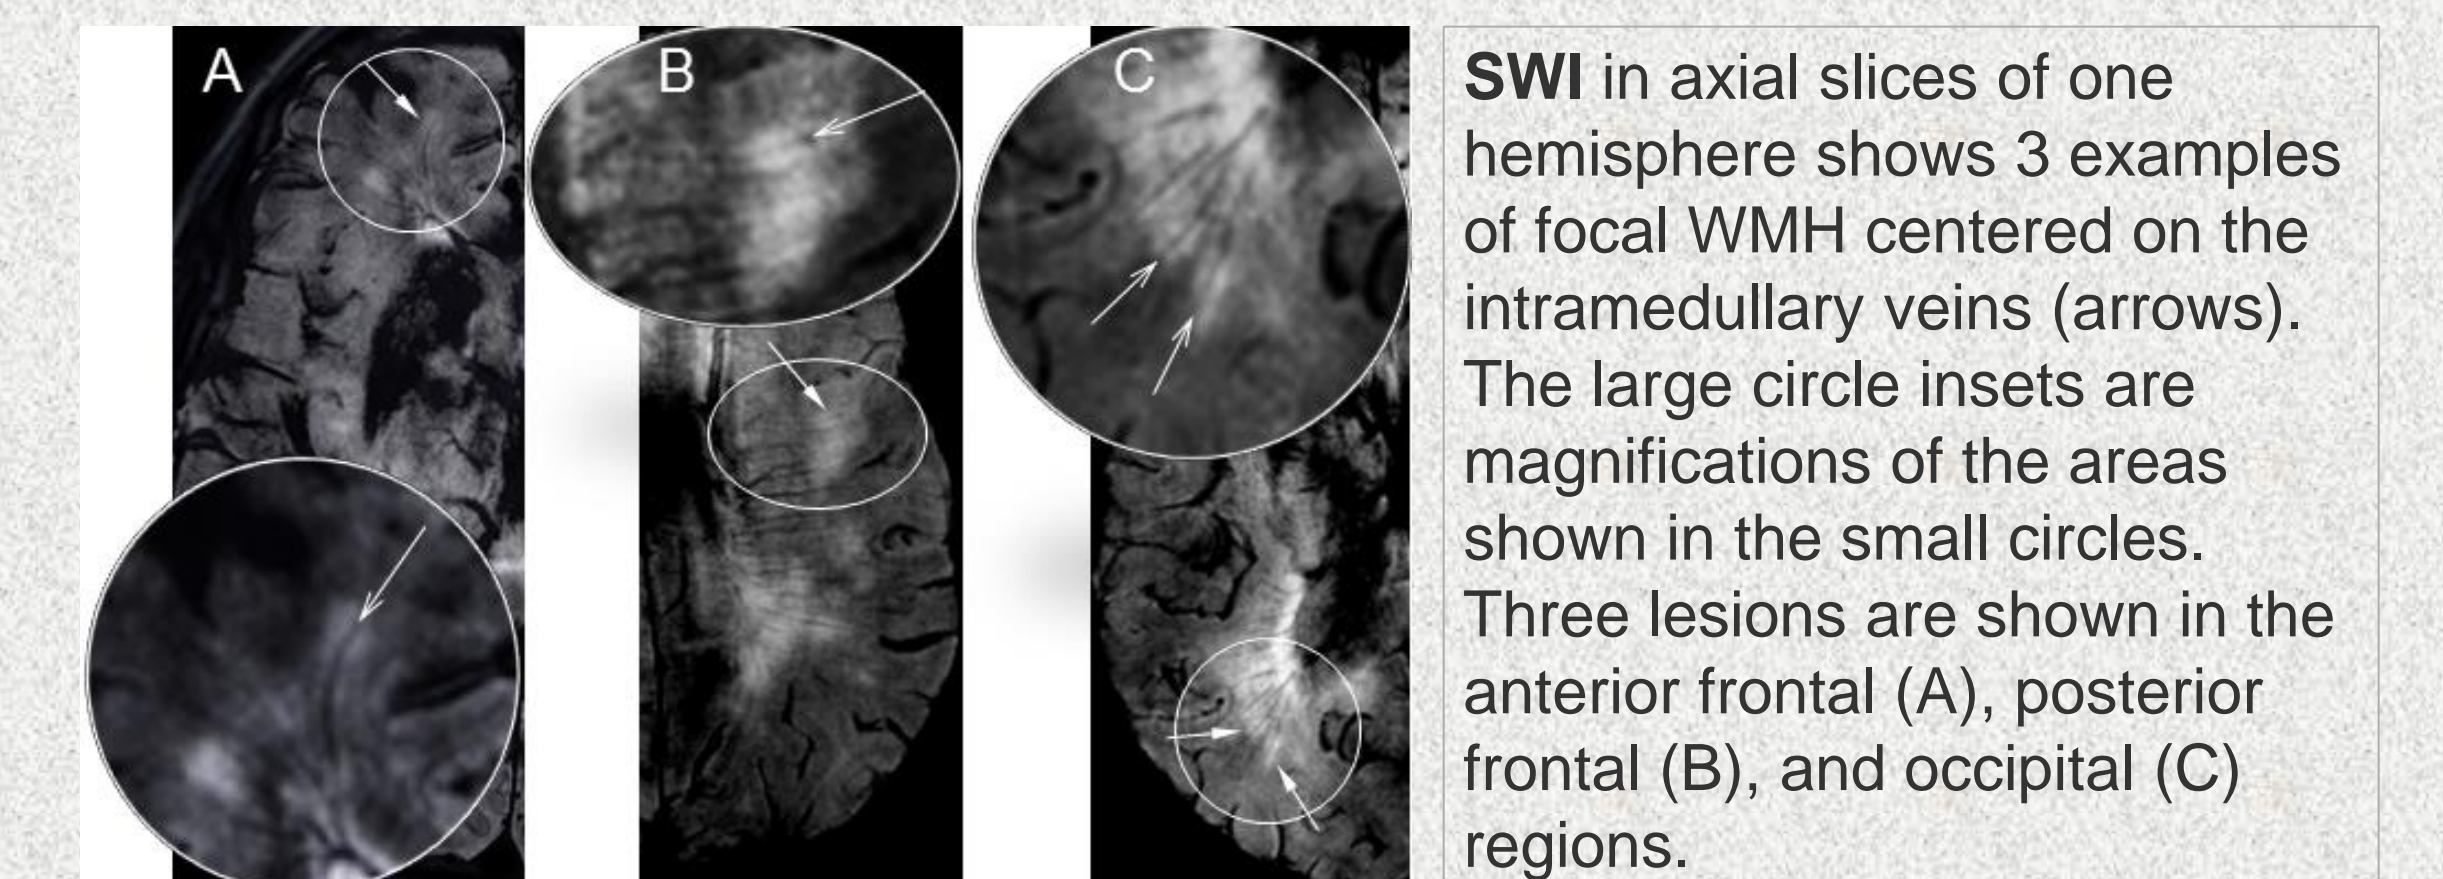 A
B
C
SWI in axial slices of one
hemisphere shows 3 examples
of focal WMH centered on the
intramedullary veins (arrows).
The large circle insets are
magnifications of the areas
shown in the small circles.
Three lesions are shown in the
anterior frontal (A), posterior
frontal (B), and occipital (C)
regions.